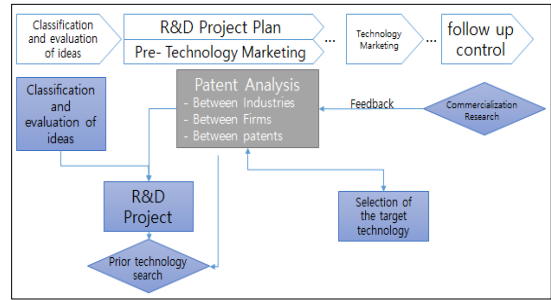 Classification
and evaluation
of ideas
R&D Project Plan
Pre- Technology Marketing
...
Technology
Marketing
...
follow up
control
Classification
and
evaluation of
ideas
Patent Analysis
- Between Industries
- Between Firms
- Between patents
Feedback
Commercialization
Research
R&D
Project
Selection of
the target
technology
Prior technology
search